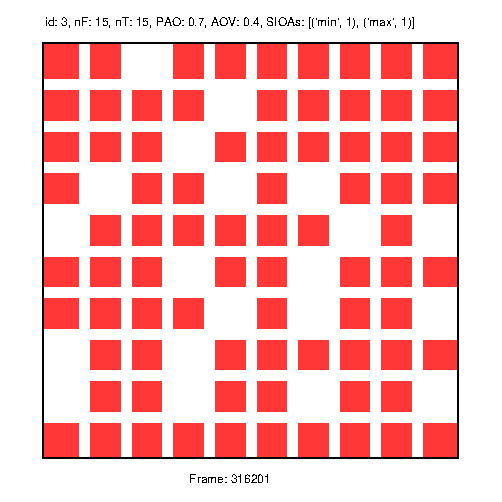 id: 3, nF: 15, nT: 15, PAO: 0.7, AOV: 0.4, SIOAs: [('min', 1), ('max', 1)]
Frame: 316201